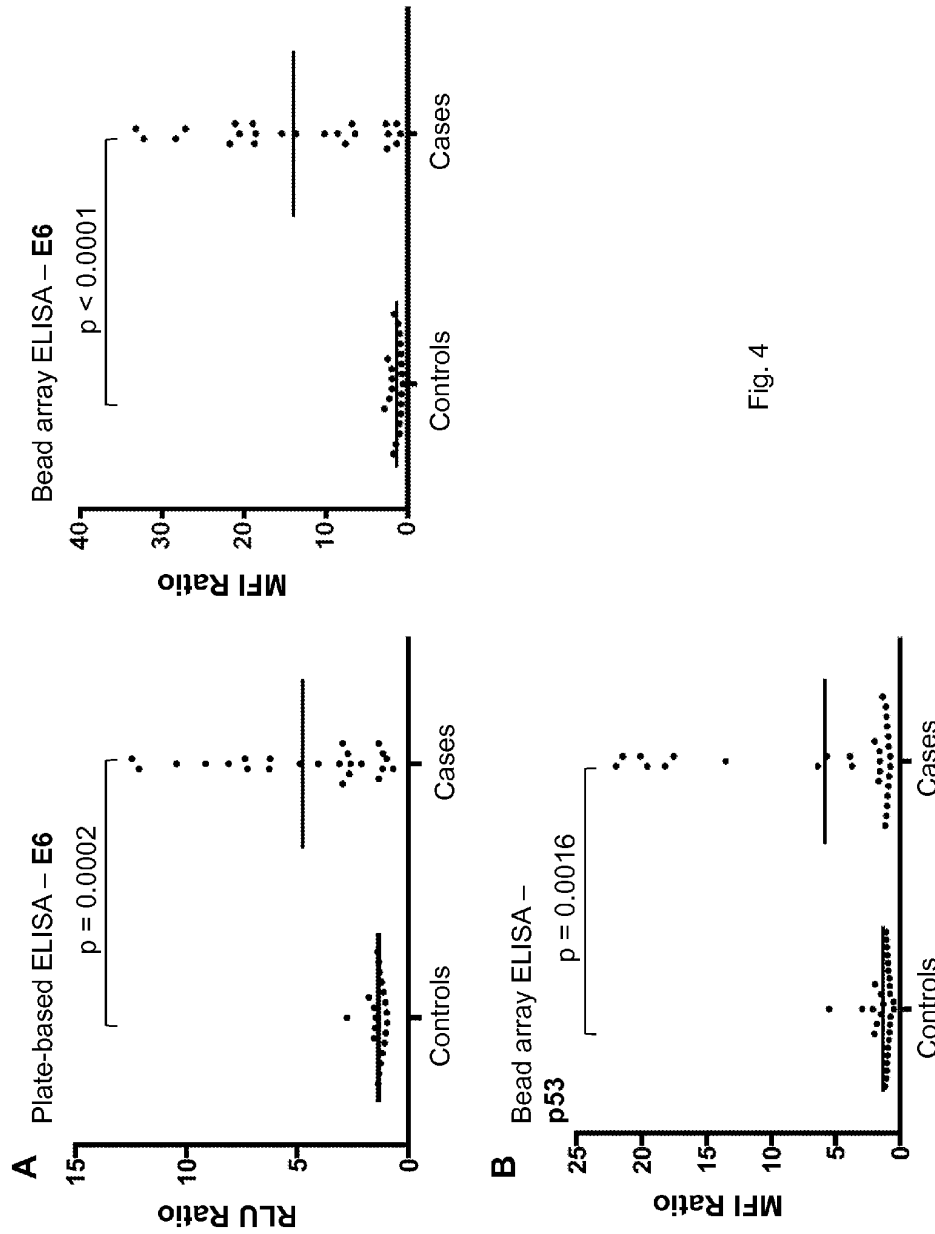 A
Plate-based ELISA – E6
p = 0.0002
RLU Ratio
15
10
5
0
Controls
Cases
Bead array ELISA – E6
p < 0.0001
MFI Ratio
40
30
20
10
0
Controls
Cases
B
Bead array ELISA –
p53
p = 0.0016
MFI Ratio
25
20
15
10
5
0
Controls
Cases
Fig. 4